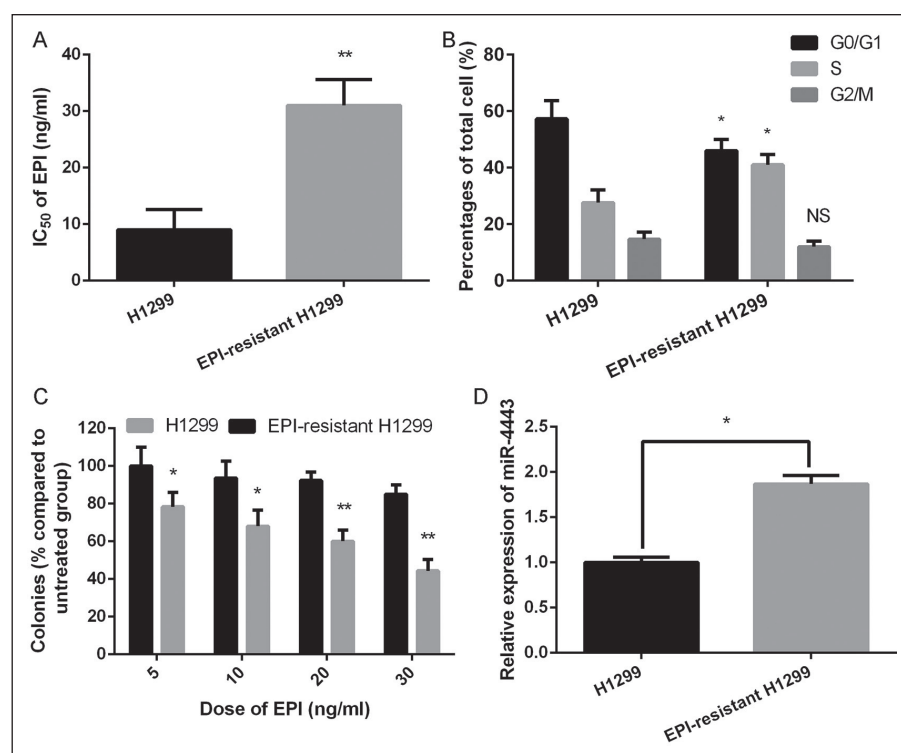 A
IC50 of EPI (ng/ml)
40
30
20
10
0
**
H1299
EPI-resistant H1299
B
Percentages of total cell (%)
80
60
40
20
0
G0/G1
S
G2/M
*
*
NS
H1299
EPI-resistant H1299
C
H1299
EPI-resistant H1299
Colonies (% compared to
untreated group)
120
100
80
60
40
20
0
*
*
**
**
5
10
20
30
Dose of EPI (ng/ml)
D
Relative expression of miR-4443
2.5
2.0
1.5
1.0
0.5
0.0
*
H1299
EPI-resistant H1299